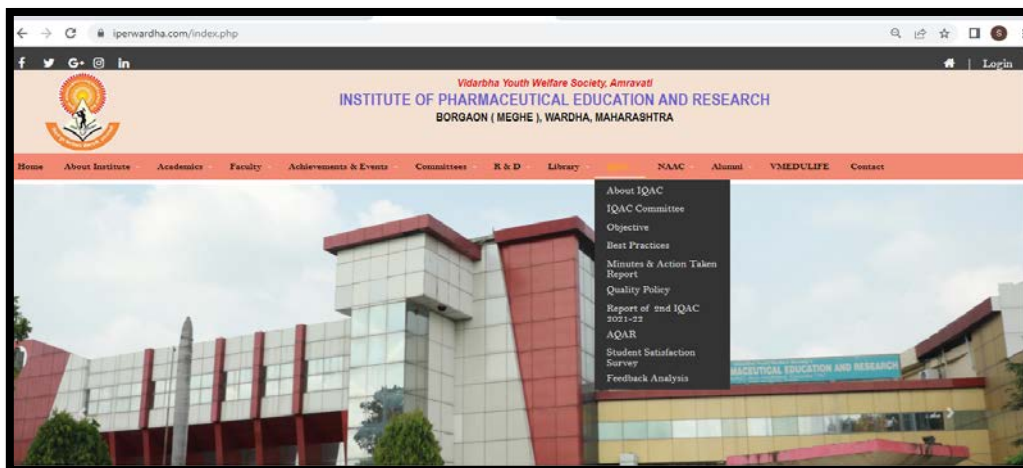 iperwardha.com/index.php
Login
Vidarbha Youth Welfare Society, Amravati
INSTITUTE OF PHARMACEUTICAL EDUCATION AND RESEARCH
BORGAON ( MEGHE ), WARDHA, MAHARASHTRA
Home About Institute Academics Faculty Achievements & Events Committees R & D Library NAAC Alumni VMEDULIFE Contact
About IQAC
IQAC Committee
Objective
Best Practices
Minutes & Action Taken
Report
Quality Policy
Report of 2nd IQAC
2021-22
AQAR
Student Satisfaction
Survey
Feedback Analysis
MACEUTICAL EDUCATION AND RESEARCH